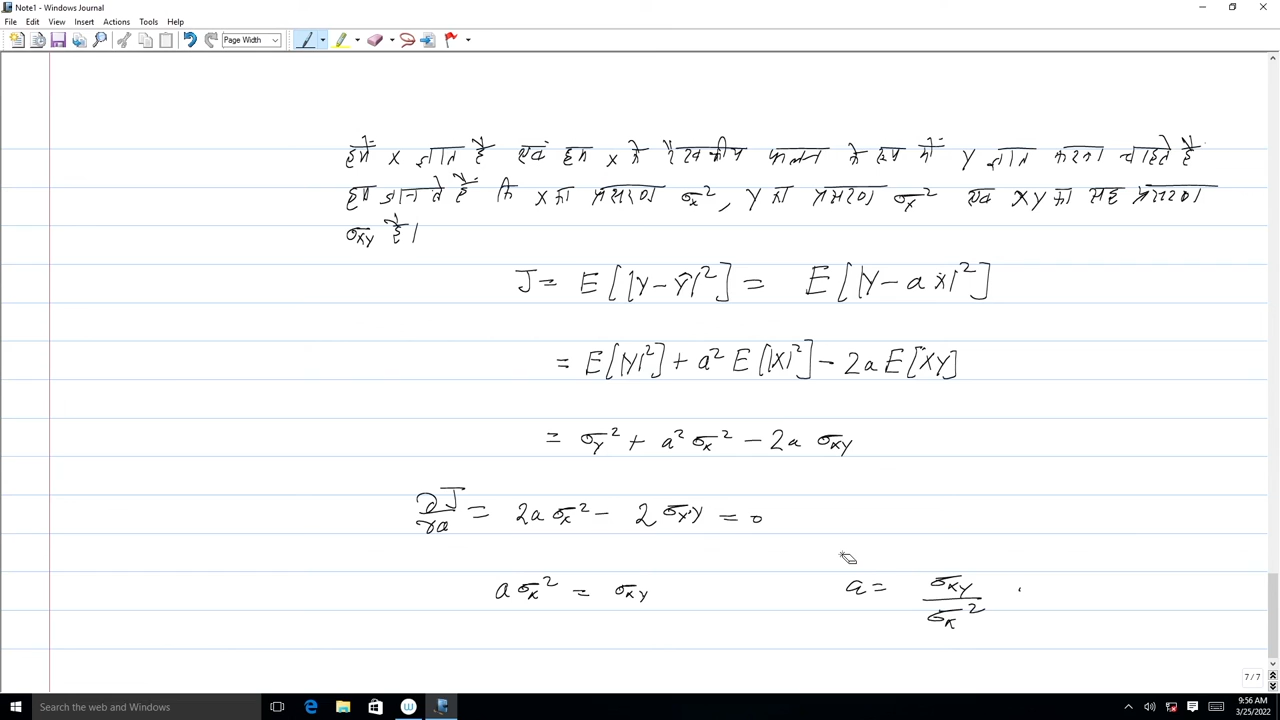 Note1 - Windows Journal
File Edit View Insert Actions Tools Help
Page Width
हमें X ज्ञात है एवं हम X के रेखकीय फलन के रूप में Y ज्ञात करना चाहते है
हम जानते है कि X का प्रसरण σx², Y का प्रसरण σx² एवं XY का सह प्रसरण
σxy है।
J = E[|Y-Ŷ|²] = E[|Y-aX|²]
= E[|Y|²] + a² E[|X|²] - 2a E[XY]
= σy² + a² σx² - 2a σxy
∂J/∂a = 2a σx² - 2 σxy = 0
a σx² = σxy a = σxy/σx²
7/7
Search the web and Windows
9:56 AM
3/25/2022